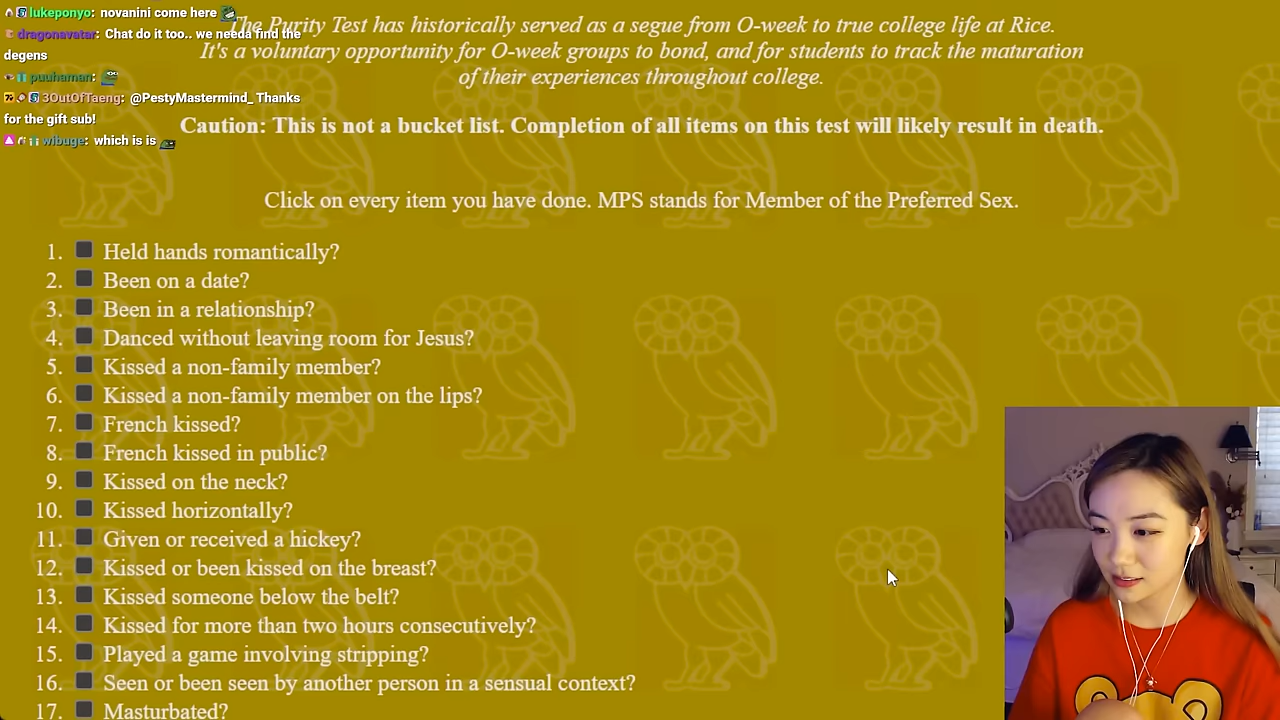 lukeponyo: novanini come here
dragonavatar: Chat do it too.. we needa find the
degens
puuhaman:
3OutOfTaeng: @PestyMastermind_ Thanks
for the gift sub!
wibuge: which is is
The Purity Test has historically served as a segue from O-week to true college life at Rice.
It's a voluntary opportunity for O-week groups to bond, and for students to track the maturation
of their experiences throughout college.
Caution: This is not a bucket list. Completion of all items on this test will likely result in death.
Click on every item you have done. MPS stands for Member of the Preferred Sex.
1. Held hands romantically?
2. Been on a date?
3. Been in a relationship?
4. Danced without leaving room for Jesus?
5. Kissed a non-family member?
6. Kissed a non-family member on the lips?
7. French kissed?
8. French kissed in public?
9. Kissed on the neck?
10. Kissed horizontally?
11. Given or received a hickey?
12. Kissed or been kissed on the breast?
13. Kissed someone below the belt?
14. Kissed for more than two hours consecutively?
15. Played a game involving stripping?
16. Seen or been seen by another person in a sensual context?
17. Masturbated?